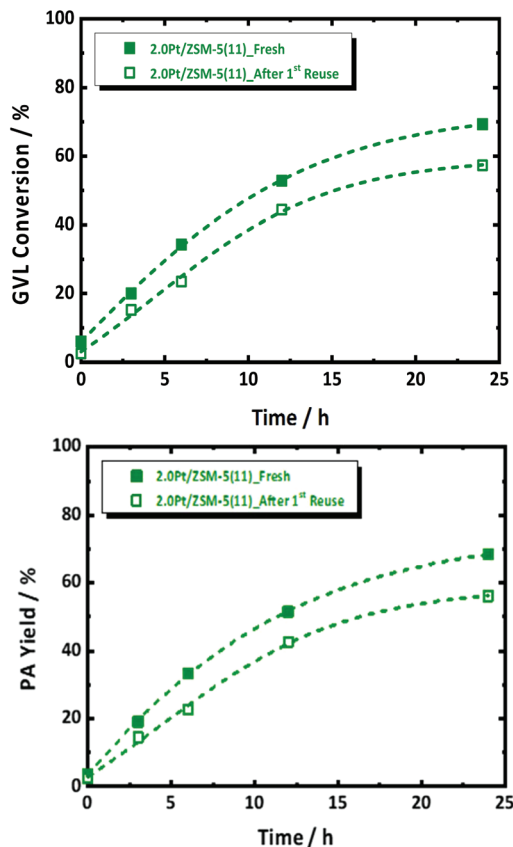 100
2.0Pt/ZSM-5(11)_Fresh
2.0Pt/ZSM-5(11)_After 1st Reuse
80
60
40
20
0
GVL Conversion / %
0 5 10 15 20 25
Time / h
100
2.0Pt/ZSM-5(11)_Fresh
2.0Pt/ZSM-5(11)_After 1st Reuse
80
60
40
20
0
PA Yield / %
0 5 10 15 20 25
Time / h